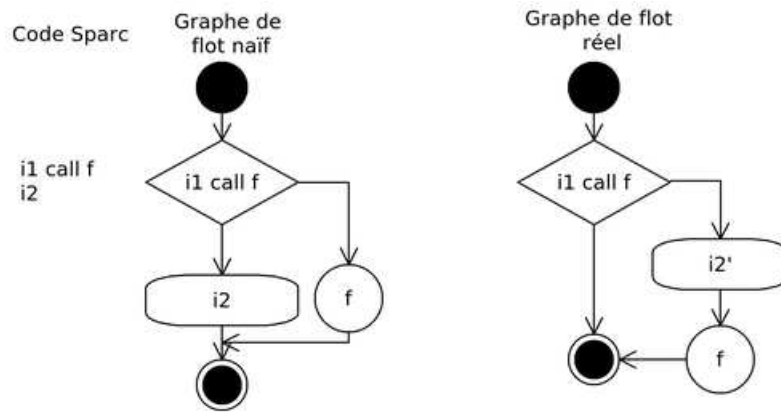 Code Sparc
Graphe de
flot naïf
Graphe de flot
réel
i1 call f
i2
i1 call f
i2
f
i1 call f
i2'
f